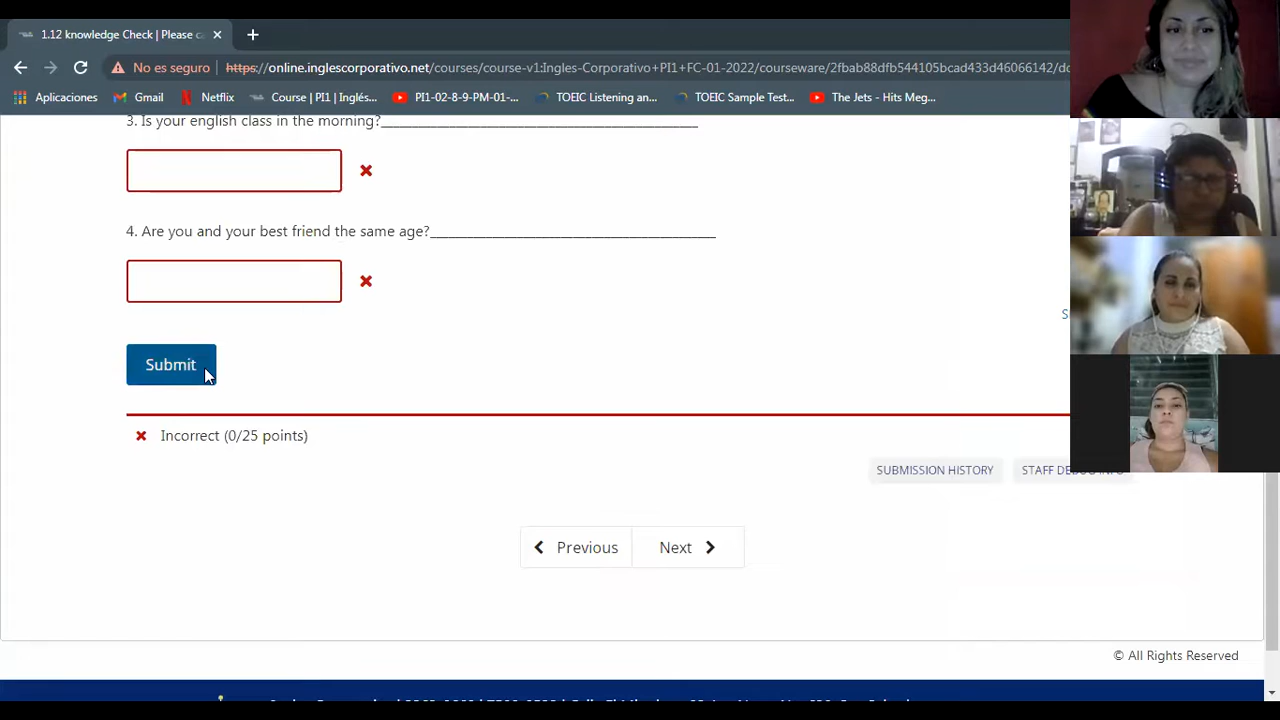 1.12 knowledge Check | Please ca
No es seguro
https://online.inglescorporativo.net/courses/course-v1:Ingles-Corporativo+PI1+FC-01-2022/courseware/2fbab88dfb544105bcad433d46066142/dc
Aplicaciones
Gmail
Netflix
Course | PI1 | Inglés...
PI1-02-8-9-PM-01-...
TOEIC Listening an...
TOEIC Sample Test...
The Jets - Hits Meg...
3. Is your english class in the morning?
4. Are you and your best friend the same age?
Submit
Incorrect (0/25 points)
SUBMISSION HISTORY
STAFF DEBUG INFO
Previous
Next
© All Rights Reserved